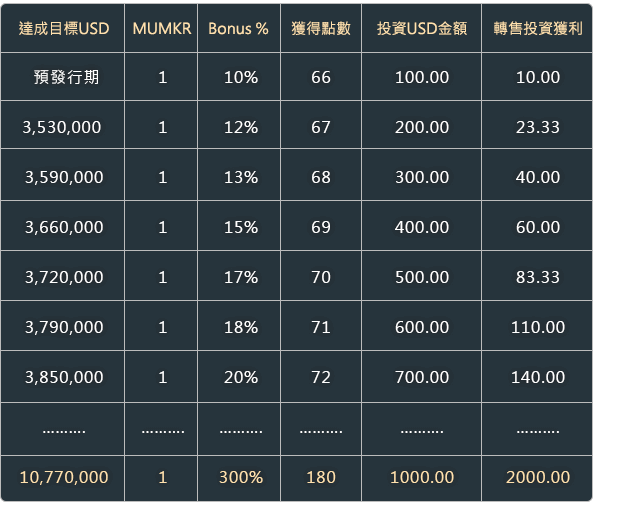 達成目標USD MUMKR Bonus % 獲得點數 投資USD金額 轉售投資獲利
預發行期 1 10% 66 100.00 10.00
3,530,000 1 12% 67 200.00 23.33
3,590,000 1 13% 68 300.00 40.00
3,660,000 1 15% 69 400.00 60.00
3,720,000 1 17% 70 500.00 83.33
3,790,000 1 18% 71 600.00 110.00
3,850,000 1 20% 72 700.00 140.00
.......... .......... .......... .......... .......... ..........
10,770,000 1 300% 180 1000.00 2000.00